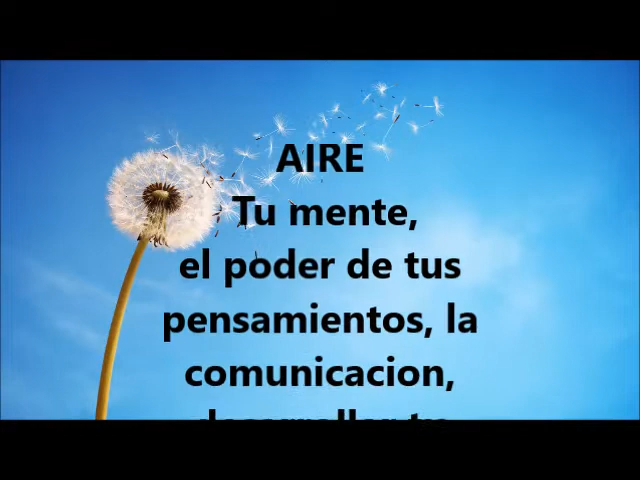 AIRE
Tu mente,
el poder de tus
pensamientos, la
comunicacion,